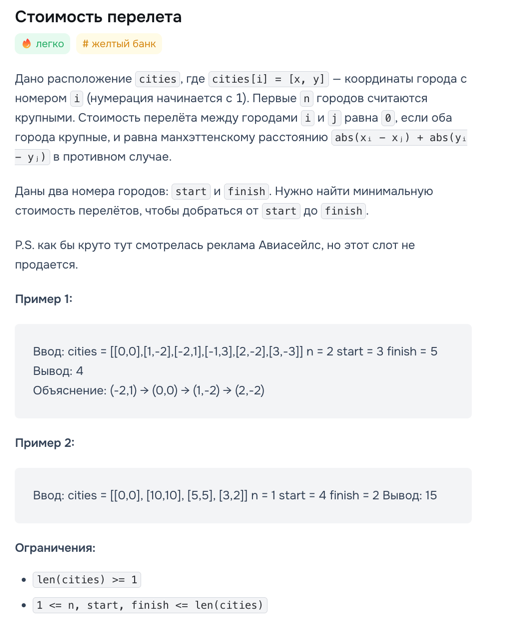 Стоимость перелета
🔥 легко # желтый банк
Дано расположение cities, где cities[i] = [x, y] — координаты города с
номером i (нумерация начинается с 1). Первые n городов считаются
крупными. Стоимость перелёта между городами i и j равна 0, если оба
города крупные, и равна манхэттенскому расстоянию abs(xᵢ − xⱼ) + abs(yᵢ
− yⱼ) в противном случае.
Даны два номера городов: start и finish. Нужно найти минимальную
стоимость перелётов, чтобы добраться от start до finish.
P.S. как бы круто тут смотрелась реклама Авиасейлс, но этот слот не
продается.
Пример 1:
Ввод: cities = [[0,0],[1,-2],[-2,1],[-1,3],[2,-2],[3,-3]] n = 2 start = 3 finish = 5
Вывод: 4
Объяснение: (-2,1) → (0,0) → (1,-2) → (2,-2)
Пример 2:
Ввод: cities = [[0,0], [10,10], [5,5], [3,2]] n = 1 start = 4 finish = 2 Вывод: 15
Ограничения:
• len(cities) >= 1
• 1 <= n, start, finish <= len(cities)